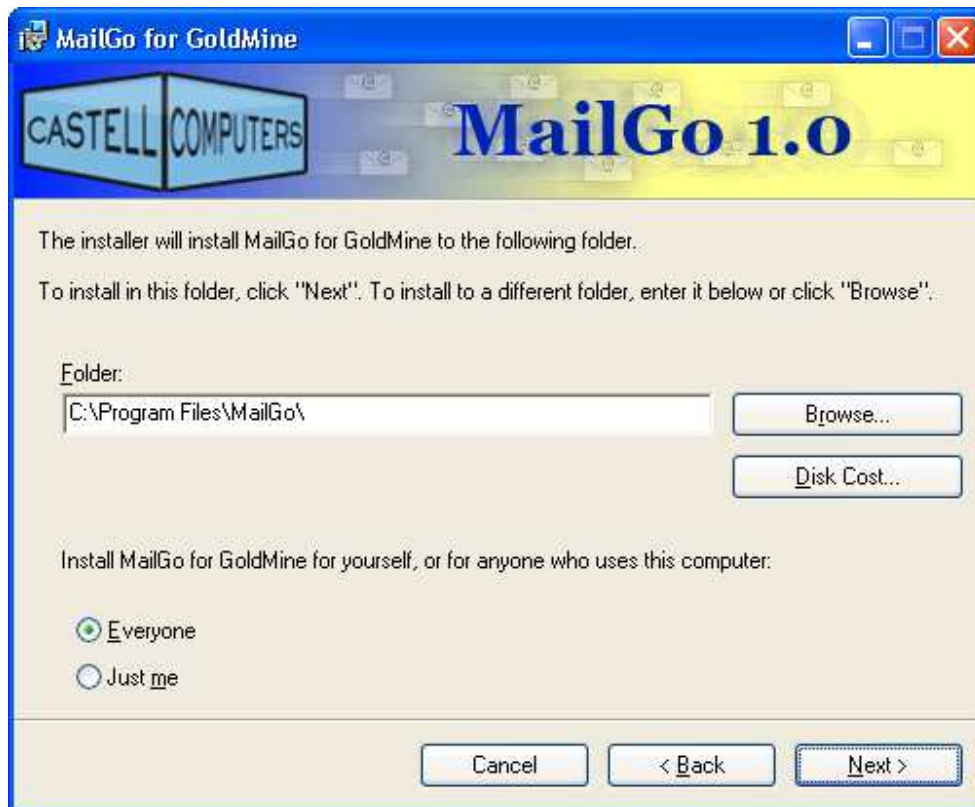 MailGo for GoldMine
CASTELL COMPUTERS
MailGo 1.0
The installer will install MailGo for GoldMine to the following folder.
To install in this folder, click "Next". To install to a different folder, enter it below or click "Browse".
Folder:
C:\Program Files\MailGo\
Browse...
Disk Cost...
Install MailGo for GoldMine for yourself, or for anyone who uses this computer:
Everyone
Just me
Cancel
< Back
Next >